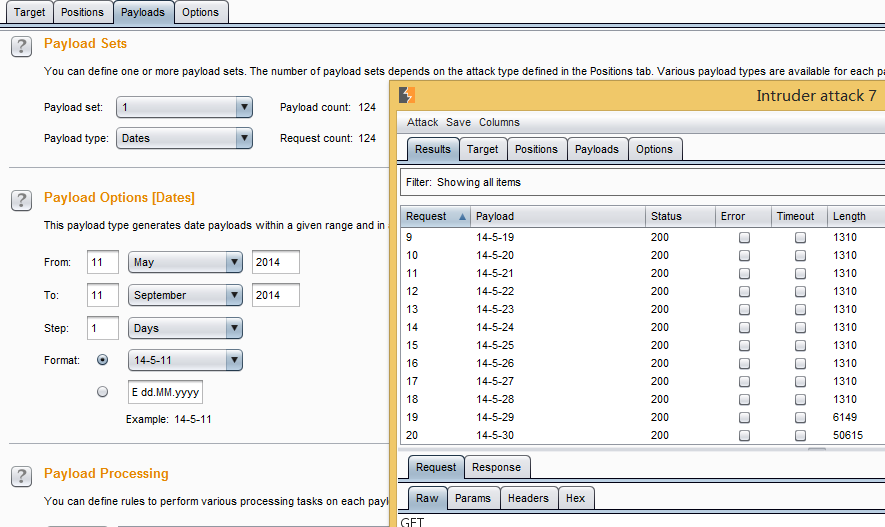 Target Positions Payloads Options
? Payload Sets
You can define one or more payload sets. The number of payload sets depends on the attack type defined in the Positions tab. Various payload types are available for each pa
Payload set: 1 Payload count: 124
Payload type: Dates Request count: 124
? Payload Options [Dates]
This payload type generates date payloads within a given range and in a
From: 11 May 2014
To: 11 September 2014
Step: 1 Days
Format: 14-5-11
E dd.MM.yyyy
Example: 14-5-11
? Payload Processing
You can define rules to perform various processing tasks on each payl
Intruder attack 7
Attack Save Columns
Results Target Positions Payloads Options
Filter: Showing all items
Request Payload Status Error Timeout Length
9 14-5-19 200 1310
10 14-5-20 200 1310
11 14-5-21 200 1310
12 14-5-22 200 1310
13 14-5-23 200 1310
14 14-5-24 200 1310
15 14-5-25 200 1310
16 14-5-26 200 1310
17 14-5-27 200 1310
18 14-5-28 200 1310
19 14-5-29 200 6149
20 14-5-30 200 50615
Request Response
Raw Params Headers Hex
GET